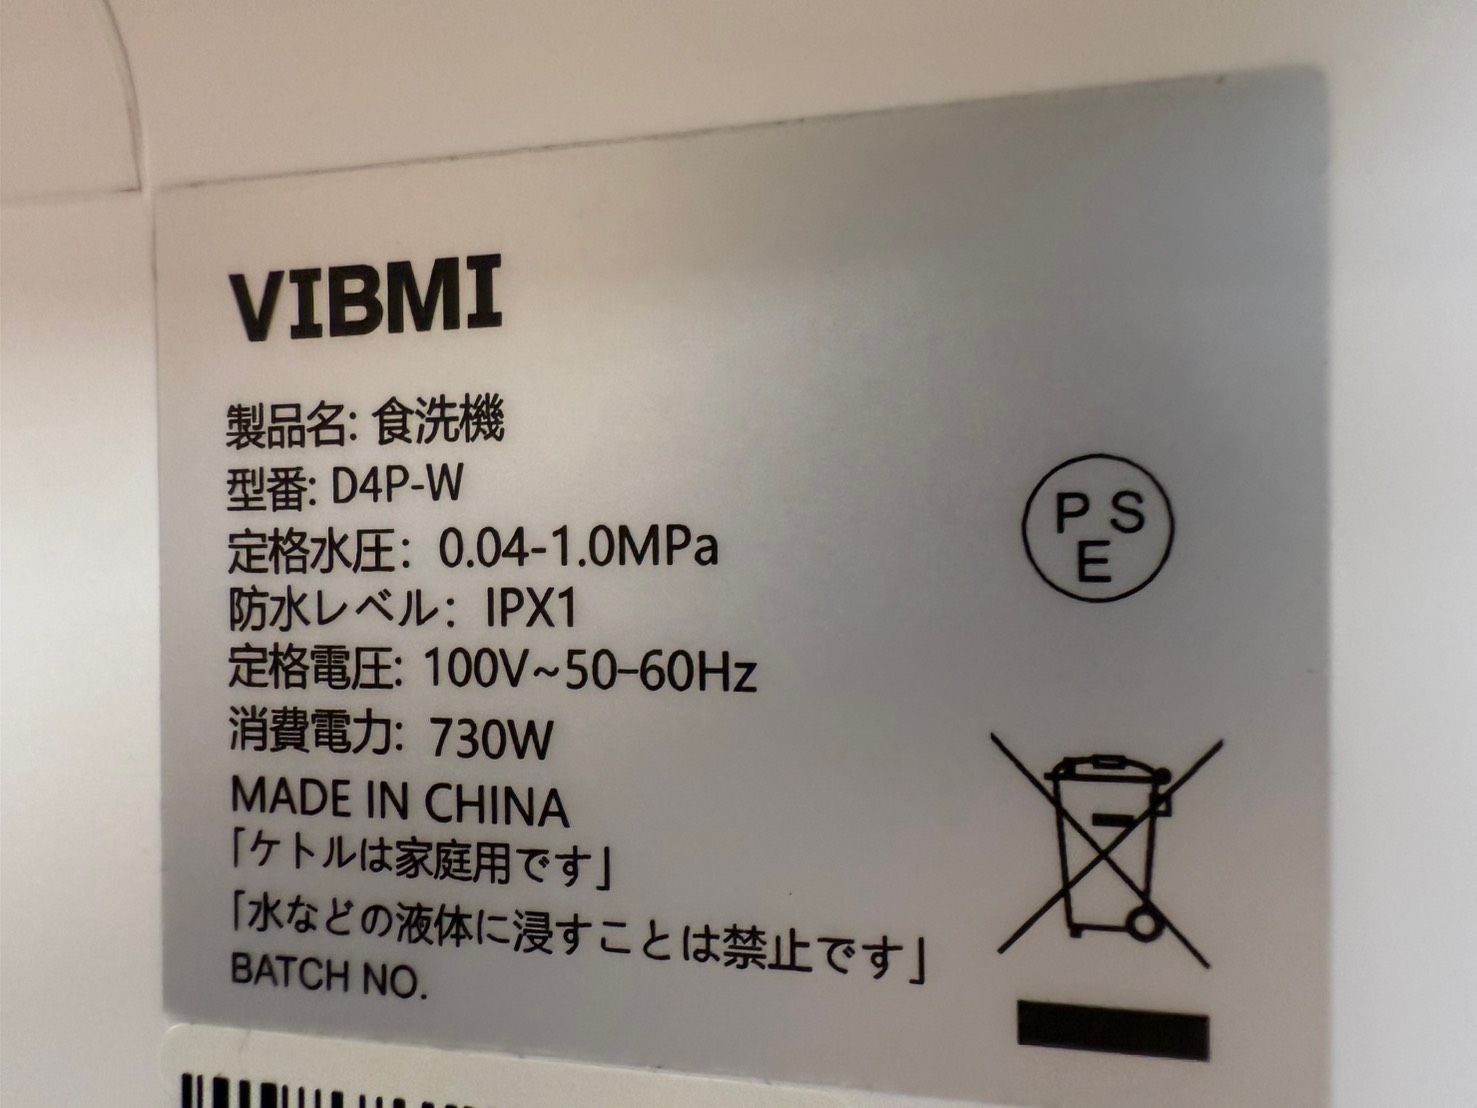 VIBMI
製品名: 食洗機
型番: D4P-W
定格水圧: 0.04-1.0MPa
防水レベル: IPX1
定格電圧: 100V~50-60Hz
消費電力: 730W
MADE IN CHINA
「ケトルは家庭用です」
「水などの液体に浸すことは禁止です」
BATCH NO.
P S
E